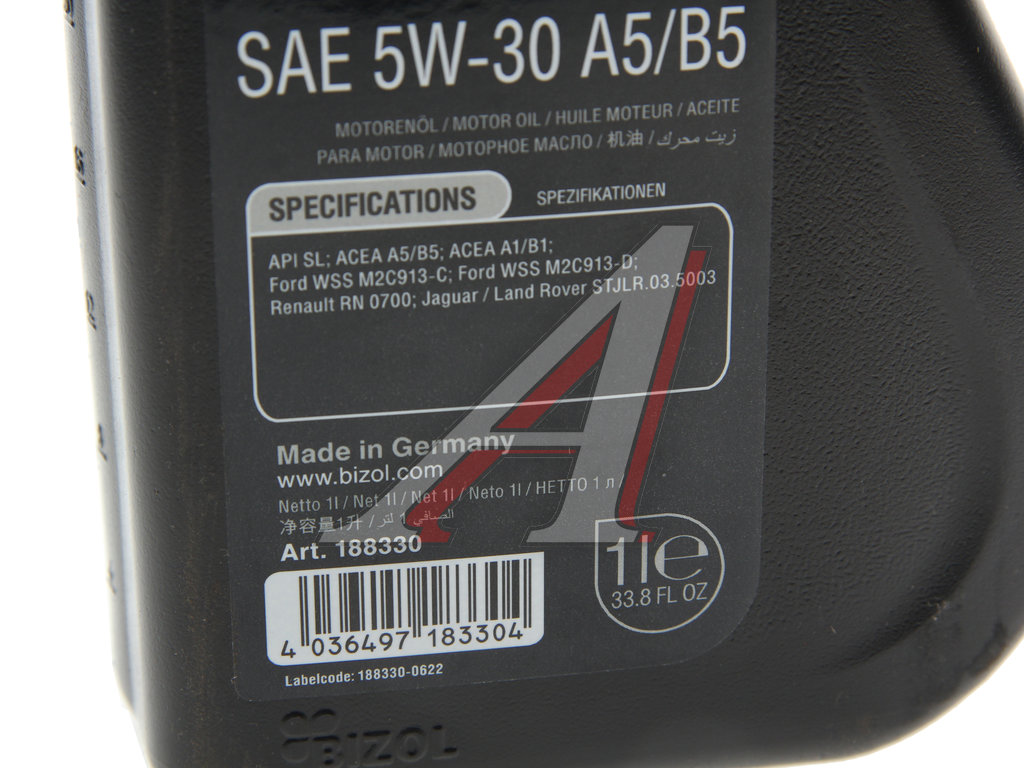 SAE 5W-30 A5/B5
MOTORENÖL / MOTOR OIL / HUILE MOTEUR / ACEITE
PARA MOTOR / МОТОРНОЕ МАСЛО / 机油 / زيت محرك
SPECIFICATIONS SPEZIFIKATIONEN
API SL; ACEA A5/B5; ACEA A1/B1;
Ford WSS M2C913-C; Ford WSS M2C913-D;
Renault RN 0700; Jaguar / Land Rover STJLR.03.5003
Made in Germany
www.bizol.com
Netto 1l / Net 1l / Net 1l / Neto 1l / НЕТТО 1 л /
净容量1升 / الصافي 1 لتر
Art. 188330
1l e
33.8 FL OZ
4 036497 183304
Labelcode: 188330-0622
BIZOL